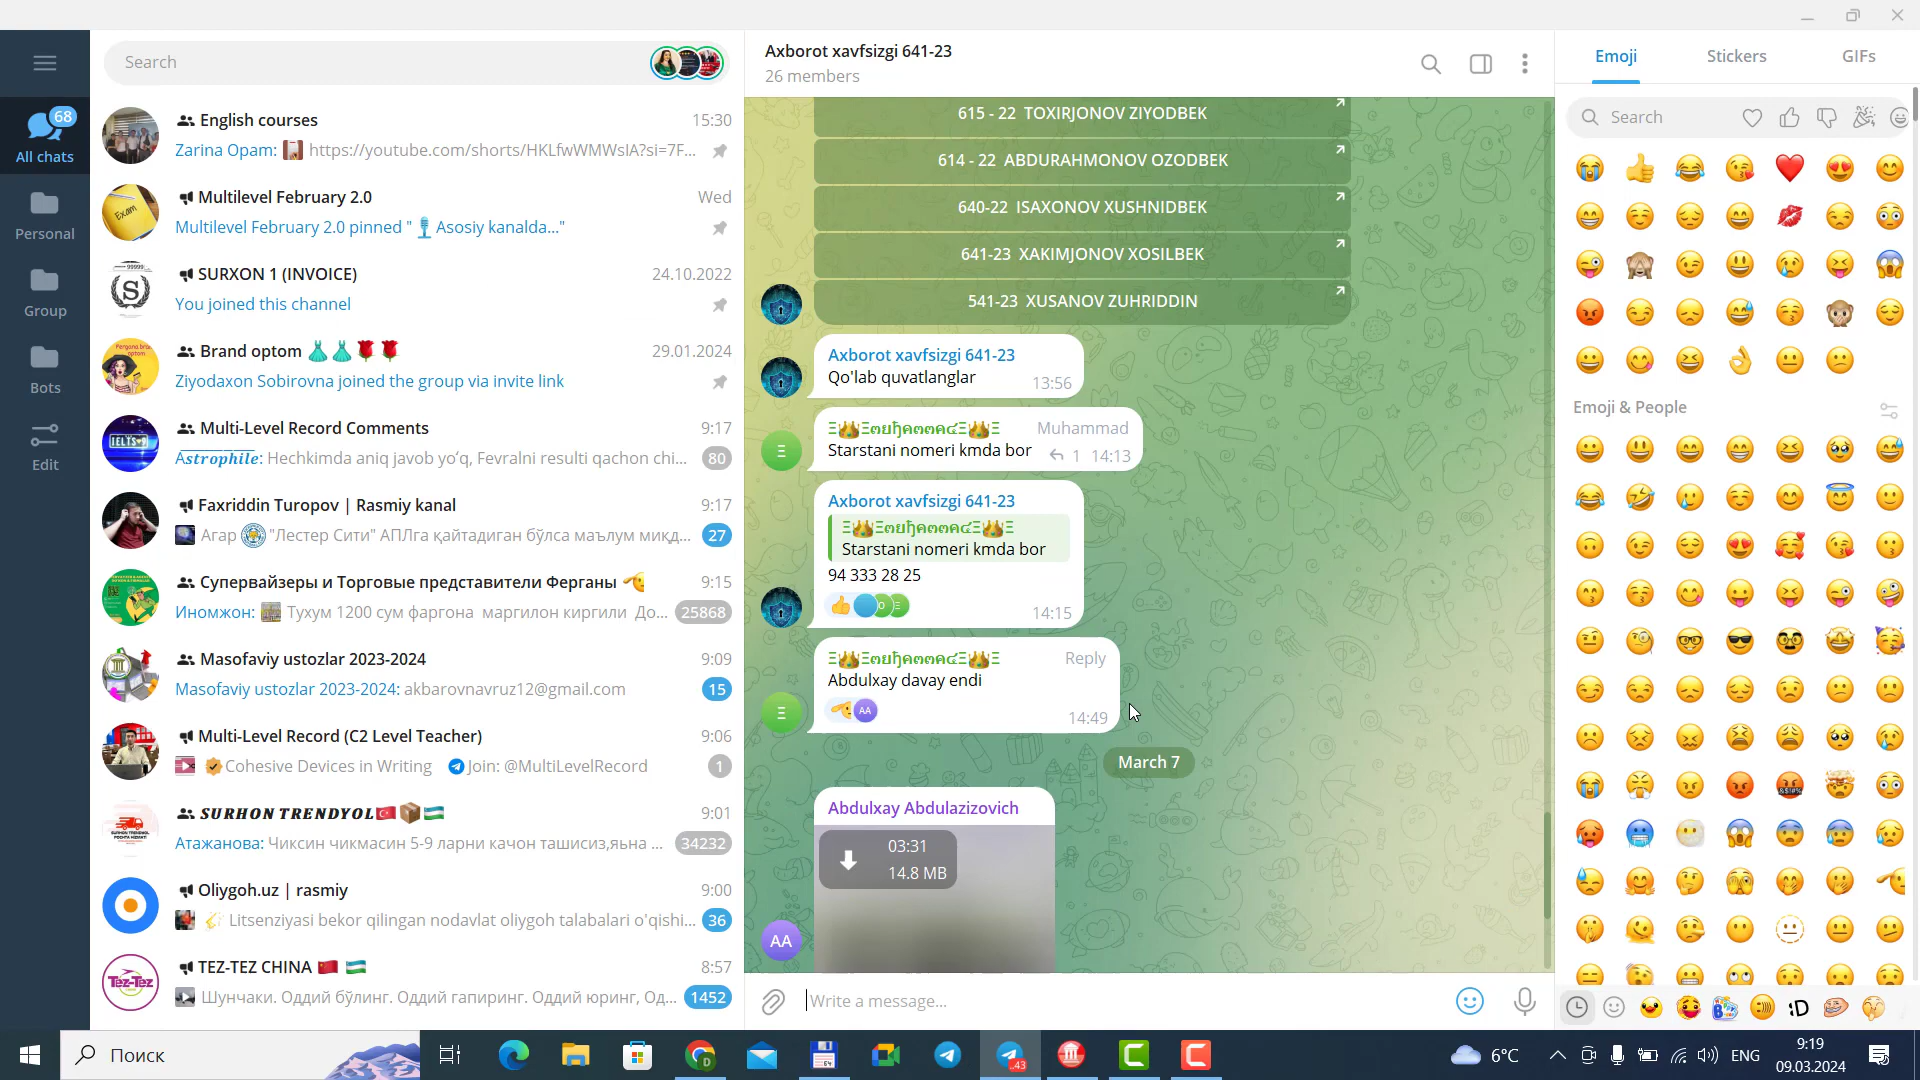 Search
68
All chats
Personal
Group
Bots
Edit
English courses
15:30
Zarina Opam: https://youtube.com/shorts/HKLfwWMWsIA?si=7F...
Multilevel February 2.0
Wed
Multilevel February 2.0 pinned " 🎙️Asosiy kanalda..."
SURXON 1 (INVOICE)
24.10.2022
You joined this channel
Brand optom 👗👗🌹🌹
29.01.2024
Ziyodaxon Sobirovna joined the group via invite link
Multi-Level Record Comments
9:17
𝑨𝒔𝒕𝒓𝒐𝒑𝒉𝒊𝒍𝒆: Hechkimda aniq javob yo‘q, Fevralni resulti qachon chi...
80
Faxriddin Turopov | Rasmiy kanal
9:17
Агар "Лестер Сити" АПЛга қайтадиган бўлса маълум миқд...
27
Супервайзеры и Торговые представители Ферганы 🫡
9:15
Иномжон: Тухум 1200 сум фаргона маргилон киргили До...
25868
Masofaviy ustozlar 2023-2024
9:09
Masofaviy ustozlar 2023-2024: akbarovnavruz12@gmail.com
15
Multi-Level Record (C2 Level Teacher)
9:06
Cohesive Devices in Writing Join: @MultiLevelRecord
1
𝑺𝑼𝑹𝑯𝑶𝑵 𝑻𝑹𝑬𝑵𝑫𝒀𝑶𝑳🇹🇷📦🇺🇿
9:01
Атажанова: Чиксин чикмасин 5-9 ларни качон ташисиз,яьна ...
34232
Oliygoh.uz | rasmiy
9:00
Litsenziyasi bekor qilingan nodavlat oliygoh talabalari o'qishi...
36
TEZ-TEZ CHINA 🇨🇳 🇺🇿
8:57
Шунчаки. Оддий бўлинг. Оддий гапиринг. Оддий юринг, Од...
1452
Axborot xavfsizgi 641-23
26 members
615 - 22 TOXIRJONOV ZIYODBEK
614 - 22 ABDURAHMONOV OZODBEK
640-22 ISAXONOV XUSHNIDBEK
641-23 XAKIMJONOV XOSILBEK
541-23 XUSANOV ZUHRIDDIN
Axborot xavfsizgi 641-23
Qo'lab quvatlanglar
13:56
Muhammad
Starstani nomeri kmda bor
1 14:13
Axborot xavfsizgi 641-23
Starstani nomeri kmda bor
94 333 28 25
14:15
Reply
Abdulxay davay endi
AA
14:49
March 7
Abdulxay Abdulazizovich
03:31
14.8 MB
AA
Write a message...
Emoji
Stickers
GIFs
Search
Emoji & People
Поиск
6°C
ENG
9:19
09.03.2024